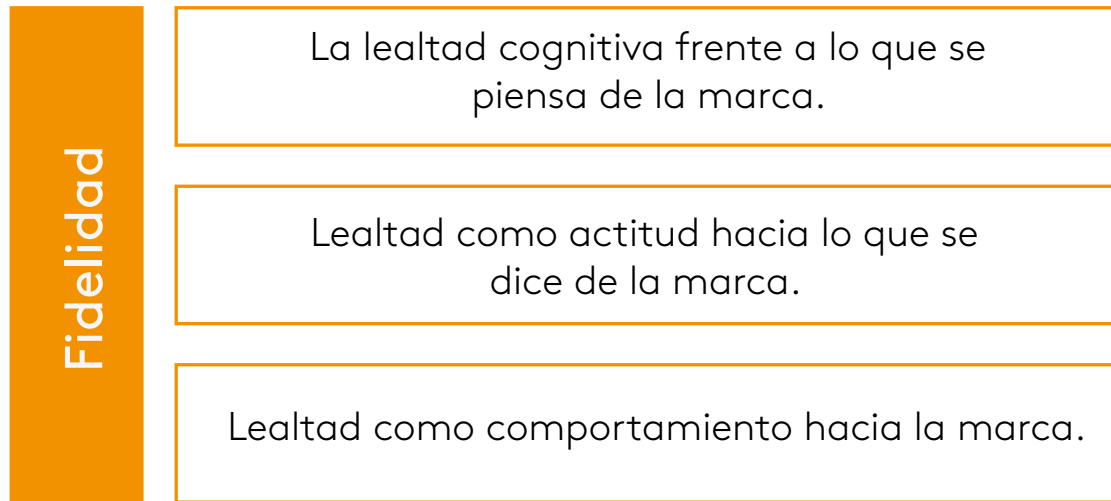 Fidelidad
La lealtad cognitiva frente a lo que se
piensa de la marca.
Lealtad como actitud hacia lo que se
dice de la marca.
Lealtad como comportamiento hacia la marca.